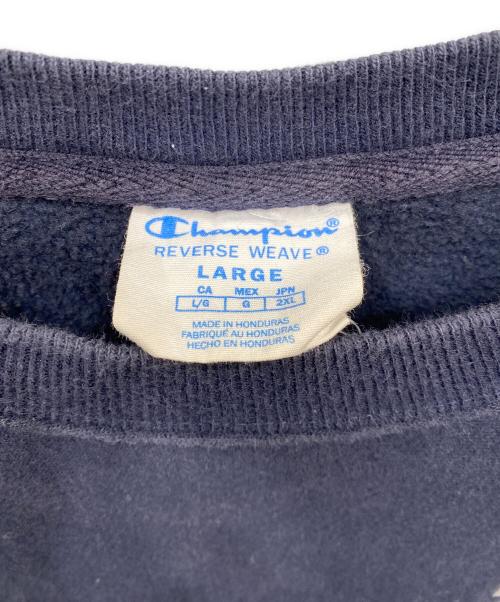 Champion
REVERSE WEAVE®
LARGE
CA MEX JPN
L/G G 2XL
MADE IN HONDURAS
FABRIQUÉ AU HONDURAS
HECHO EN HONDURAS